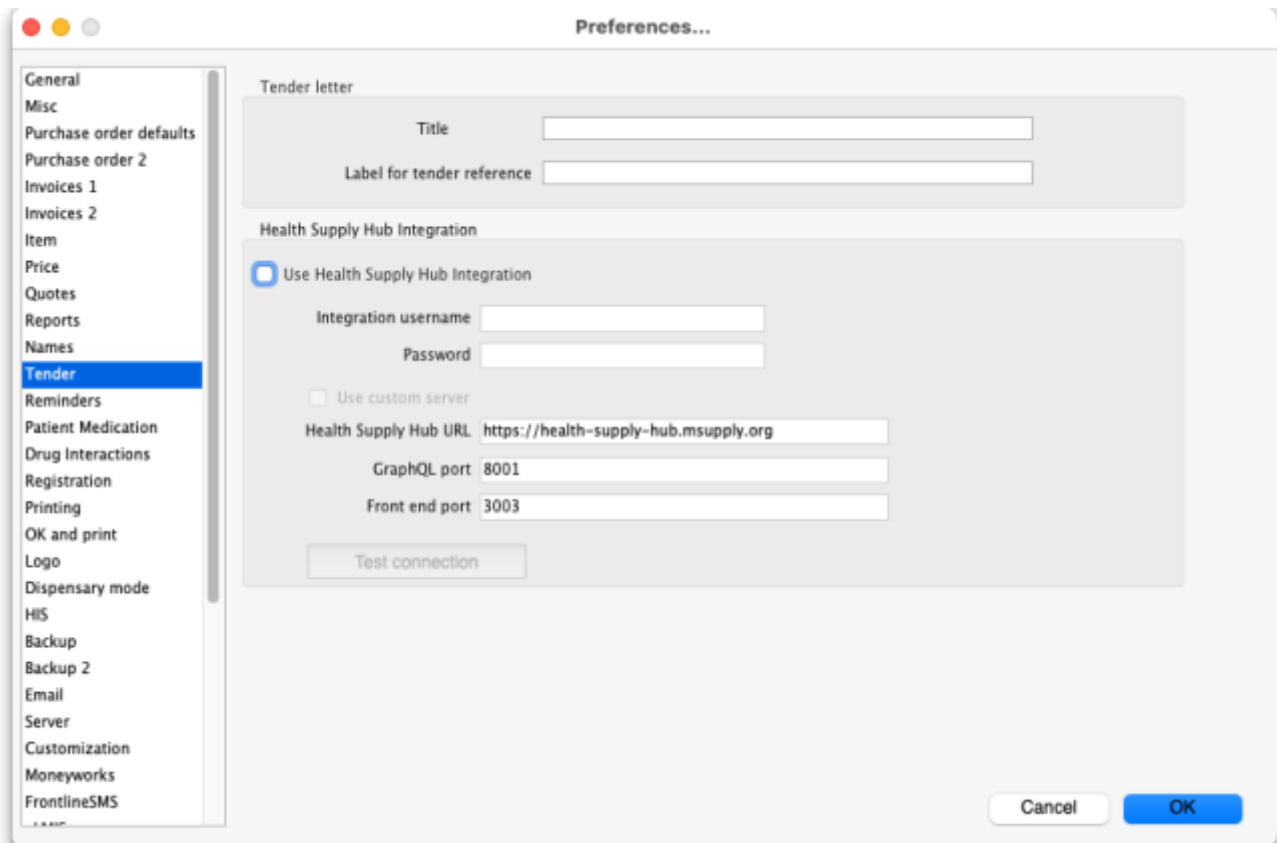 Preferences...
General
Misc
Purchase order defaults
Purchase order 2
Invoices 1
Invoices 2
Item
Price
Quotes
Reports
Names
Tender
Reminders
Patient Medication
Drug Interactions
Registration
Printing
OK and print
Logo
Dispensary mode
HIS
Backup
Backup 2
Email
Server
Customization
Moneyworks
FrontlineSMS
Tender letter
Title
Label for tender reference
Health Supply Hub Integration
Use Health Supply Hub Integration
Integration username
Password
Use custom server
Health Supply Hub URL https://health-supply-hub.msupply.org
GraphQL port 8001
Front end port 3003
Test connection
Cancel OK